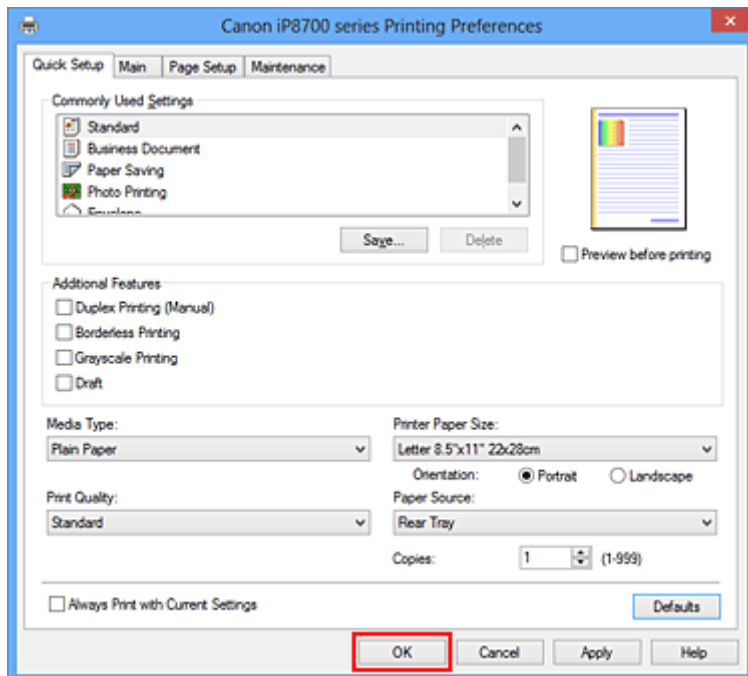 Canon iP8700 series Printing Preferences
Quick Setup Main Page Setup Maintenance
Commonly Used Settings
Standard
Business Document
Paper Saving
Photo Printing
Envelope
Save... Delete
Preview before printing
Additional Features
Duplex Printing (Manual)
Borderless Printing
Grayscale Printing
Draft
Media Type:
Plain Paper
Printer Paper Size:
Letter 8.5"x11" 22x28cm
Orientation: Portrait Landscape
Print Quality:
Standard
Paper Source:
Rear Tray
Copies: 1 (1-999)
Always Print with Current Settings
Defaults
OK Cancel Apply Help